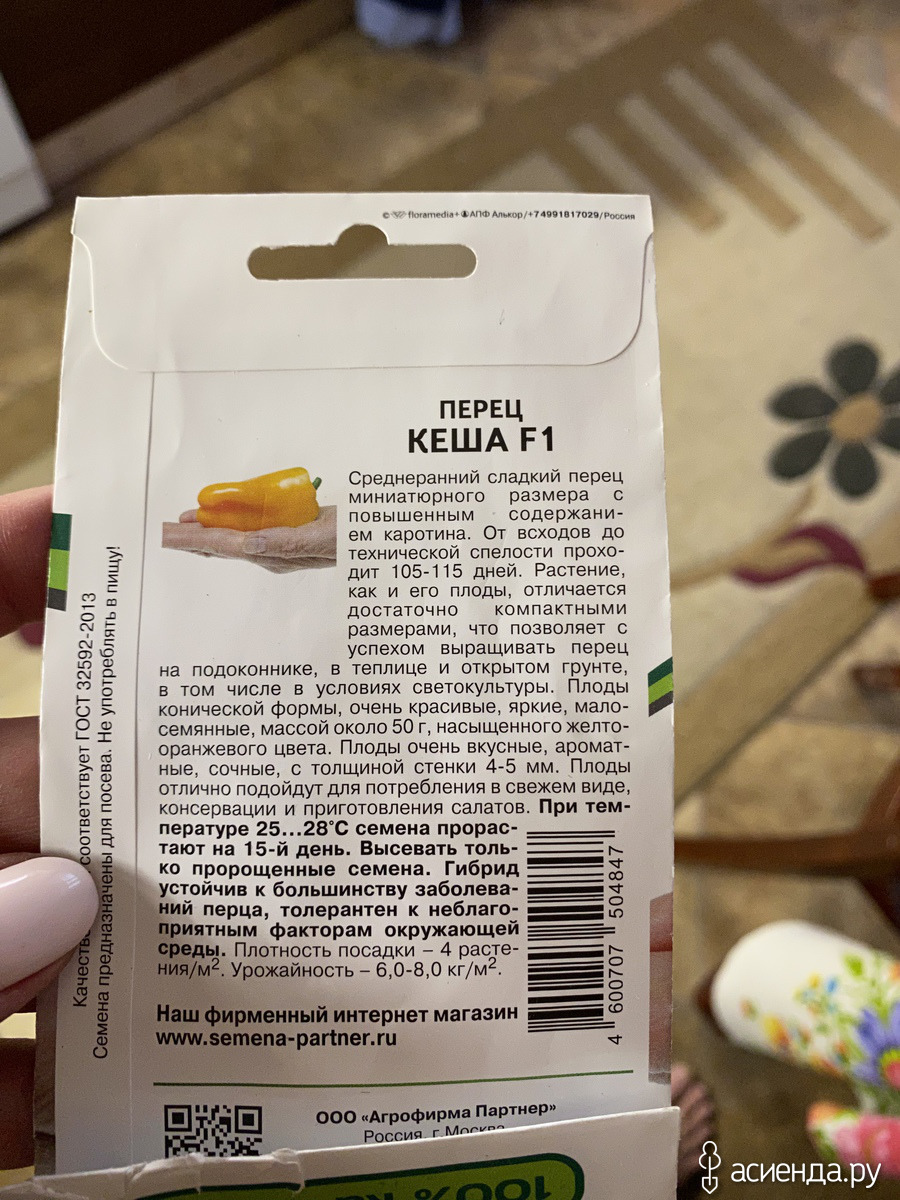 © floramedia+ АПФ Алькор/+74991817029/Россия
ПЕРЕЦ
КЕША F1
Среднеранний сладкий перец
миниатюрного размера с
повышенным содержани-
ем каротина. От всходов до
технической спелости прохо-
дит 105-115 дней. Растение,
как и его плоды, отличается
достаточно компактными
размерами, что позволяет с
успехом выращивать перец
на подоконнике, в теплице и открытом грунте,
в том числе в условиях светокультуры. Плоды
конической формы, очень красивые, яркие, мало-
семянные, массой около 50 г, насыщенного желто-
оранжевого цвета. Плоды очень вкусные, аромат-
ные, сочные, с толщиной стенки 4-5 мм. Плоды
отлично подойдут для потребления в свежем виде,
консервации и приготовления салатов. При тем-
пературе 25...28°С семена прорас-
тают на 15-й день. Высевать толь-
ко пророщенные семена. Гибрид
устойчив к большинству заболева-
ний перца, толерантен к неблаго-
приятным факторам окружающей
среды. Плотность посадки – 4 расте-
ния/м². Урожайность – 6,0-8,0 кг/м².
Наш фирменный интернет магазин
www.semena-partner.ru
4 600707 504847
ООО «Агрофирма Партнер»
Россия, г. Москва
соответствует ГОСТ 32592-2013
Семена предназначены для посева. Не употреблять в пищу!
100%
асиенда.ру